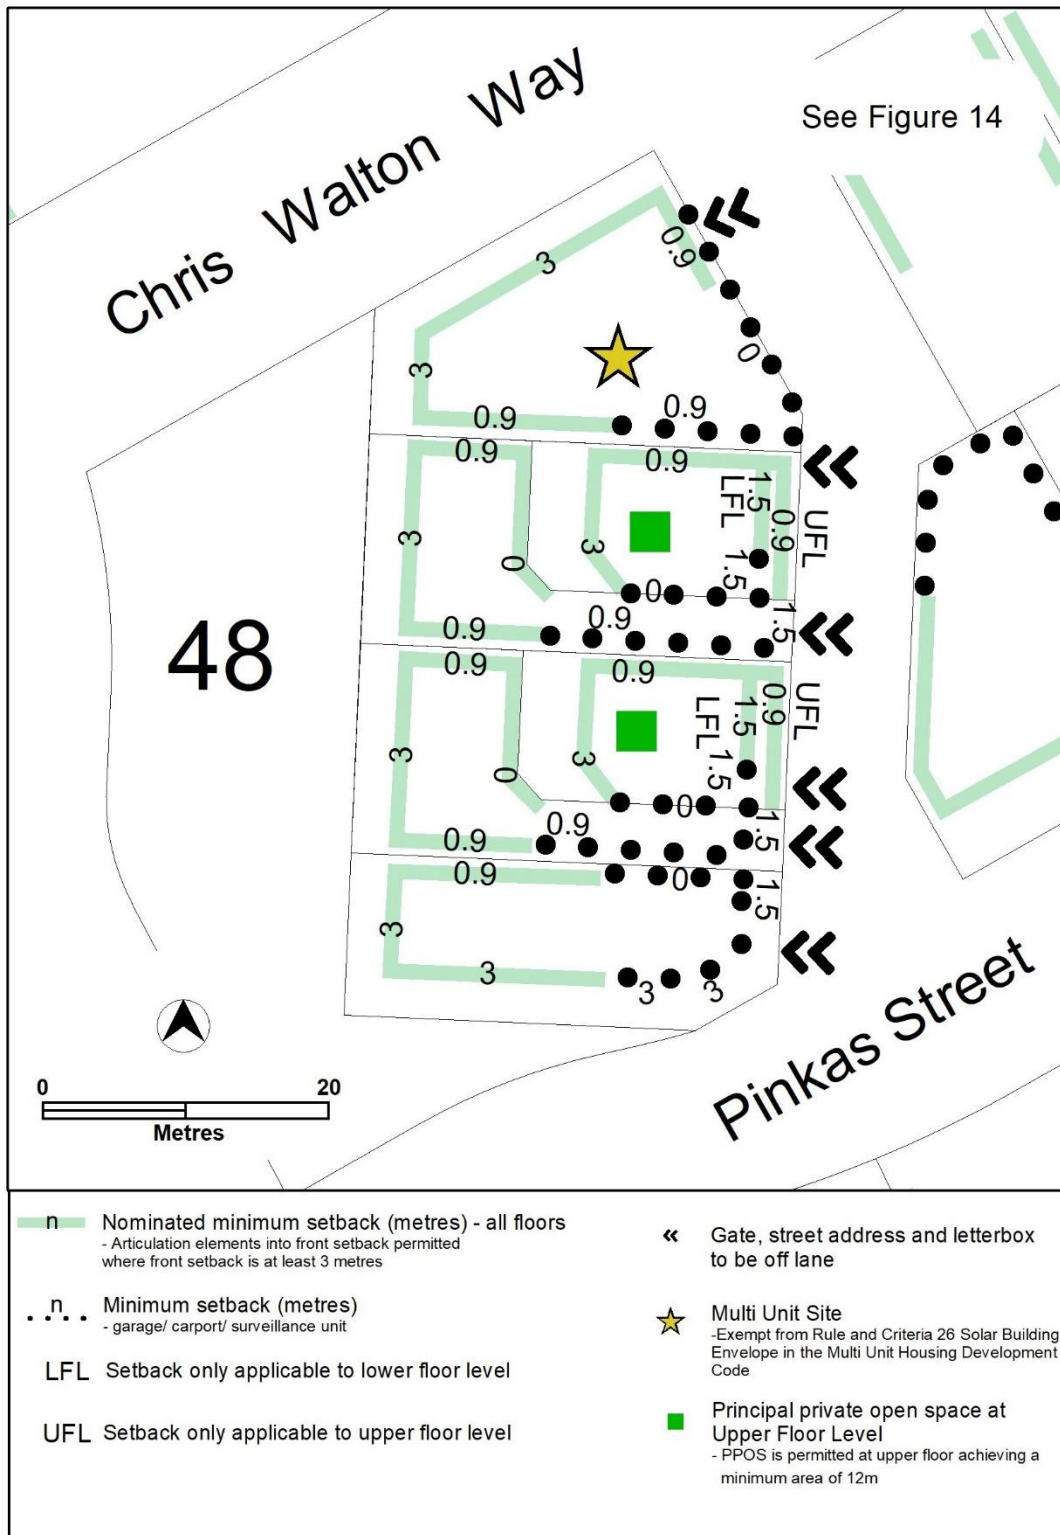 See Figure 14
Chris Walton Way
0.9
3
0
3
0.9
0.9
0.9
0.9
1.5
LFL
0.9
UFL
3
3
0
1.5
0
0.9
1.5
0.9
48
0.9
0.9
0.9
UFL
1.5
LFL
3
3
0
1.5
0
0.9
1.5
0.9
0.9
0
1.5
3
3
3
3
Pinkas Street
0 20
Metres
n Nominated minimum setback (metres) - all floors
- Articulation elements into front setback permitted
where front setback is at least 3 metres
n Minimum setback (metres)
- garage/ carport/ surveillance unit
LFL Setback only applicable to lower floor level
UFL Setback only applicable to upper floor level
« Gate, street address and letterbox
to be off lane
Multi Unit Site
-Exempt from Rule and Criteria 26 Solar Building
Envelope in the Multi Unit Housing Development
Code
Principal private open space at
Upper Floor Level
- PPOS is permitted at upper floor achieving a
minimum area of 12m